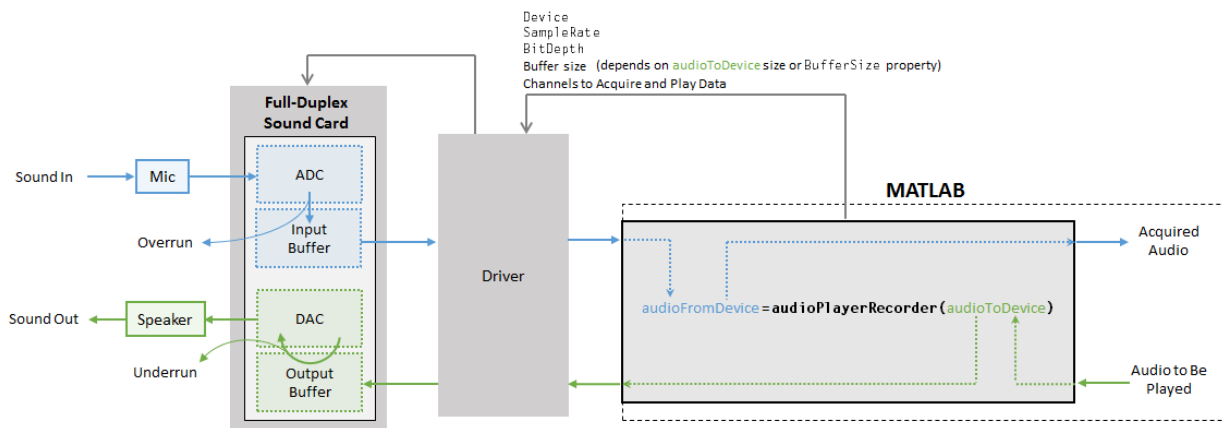 Device
SampleRate
BitDepth
Buffer size (depends on audioToDevice size or BufferSize property)
Channels to Acquire and Play Data
Full-Duplex
Sound Card
Sound In
Mic
ADC
Input
Buffer
Overrun
Driver
MATLAB
Acquired
Audio
audioFromDevice=audioPlayerRecorder(audioToDevice)
Sound Out
Speaker
DAC
Underrun
Output
Buffer
Audio to Be
Played